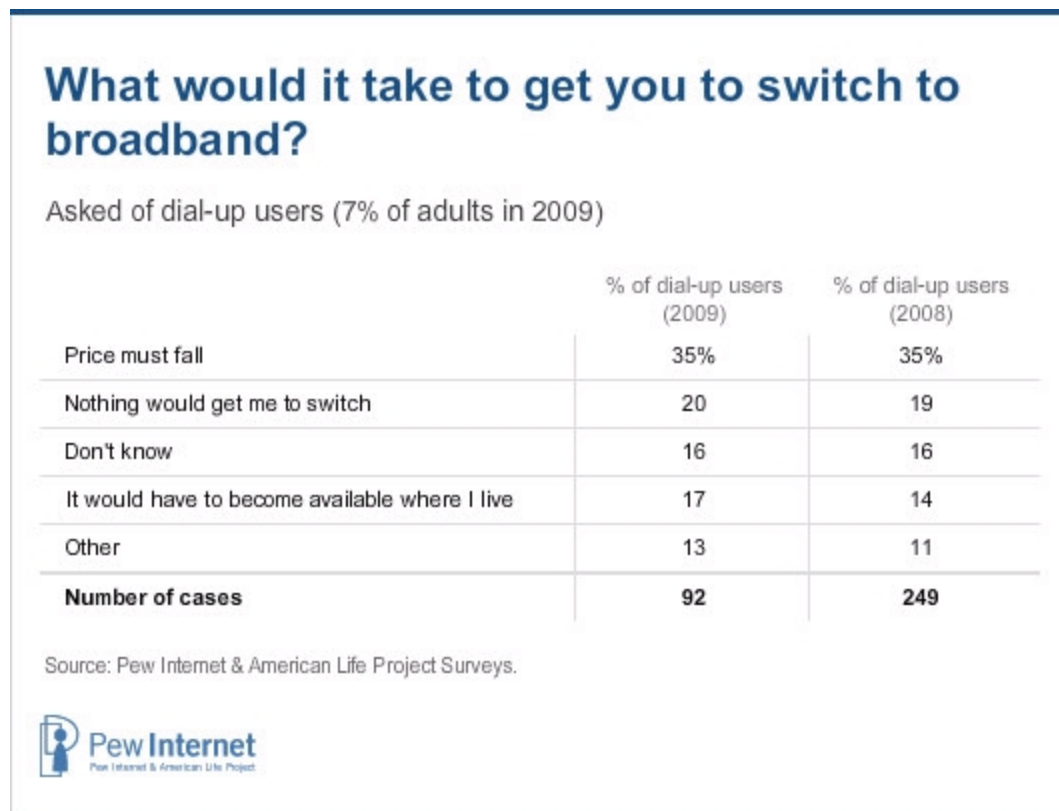 What would it take to get you to switch to
broadband?
Asked of dial-up users (7% of adults in 2009)
% of dial-up users % of dial-up users
(2009) (2008)
Price must fall 35% 35%
Nothing would get me to switch 20 19
Don't know 16 16
It would have to become available where I live 17 14
Other 13 11
Number of cases 92 249
Source: Pew Internet & American Life Project Surveys.
Pew Internet
Pew Internet & American Life Project